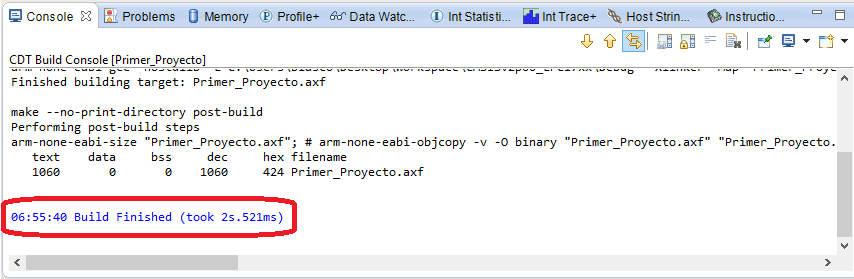 Console Problems Memory Profile+ Data Watc... Int Statisti... Int Trace+ Host Strin... Instructio...
CDT Build Console [Primer_Proyecto]
Finished building target: Primer_Proyecto.axf
make --no-print-directory post-build
Performing post-build steps
arm-none-eabi-size "Primer_Proyecto.axf"; # arm-none-eabi-objcopy -v -O binary "Primer_Proyecto.axf" "Primer_Proyecto.
text data bss dec hex filename
1060 0 0 1060 424 Primer_Proyecto.axf
06:55:40 Build Finished (took 2s.521ms)